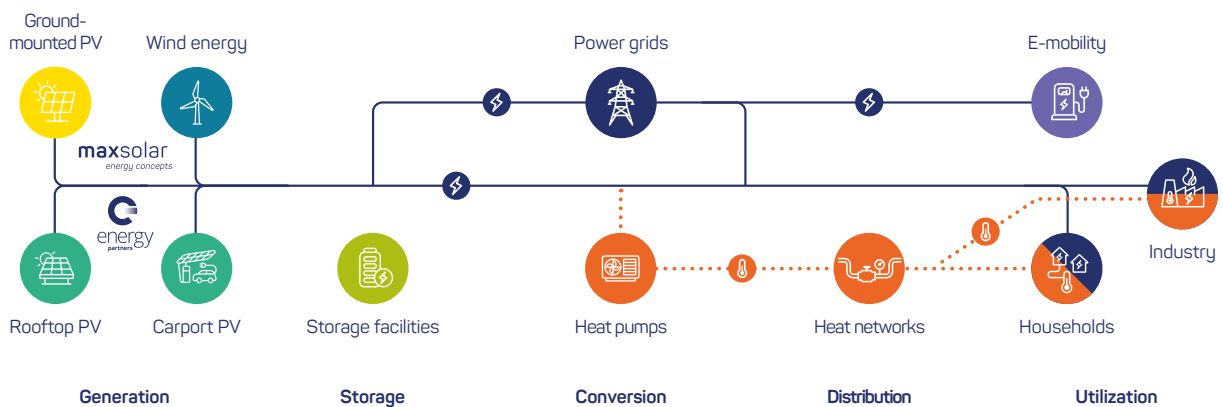 Ground-
mounted PV
Wind energy
Power grids
E-mobility
maxsolar
energy concepts
energy
partners
Industry
Rooftop PV
Carport PV
Storage facilities
Heat pumps
Heat networks
Households
Generation
Storage
Conversion
Distribution
Utilization